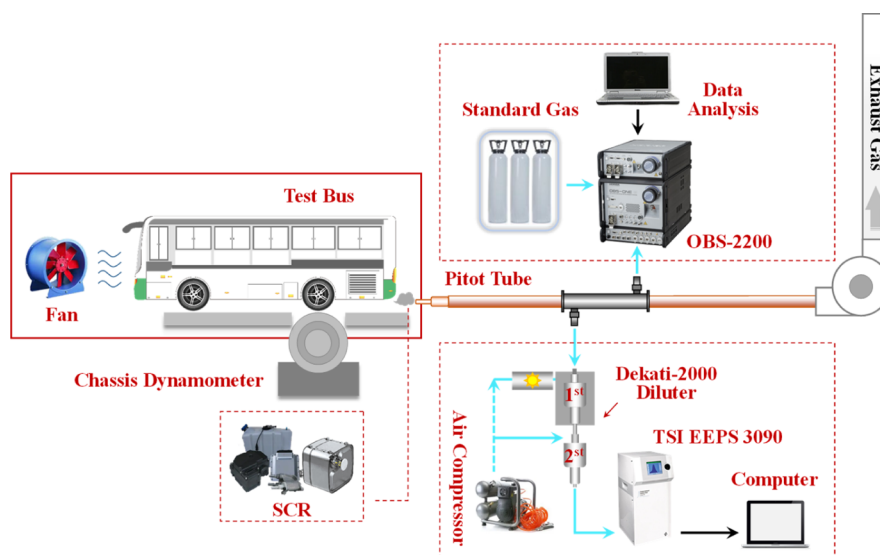 Exhaust Gas
Data
Analysis
Standard Gas
OBS-2200
Test Bus
Fan
Pitot Tube
Chassis Dynamometer
SCR
Air Compressor
1st
2st
Dekati-2000
Diluter
TSI EEPS 3090
Computer